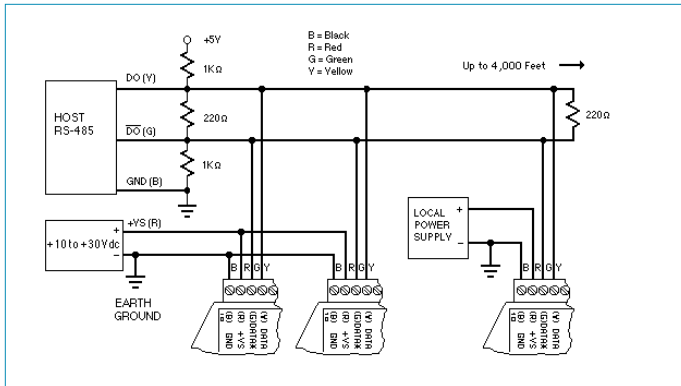 +5V
B = Black
R = Red
G = Green
Y = Yellow
Up to 4,000 Feet
1KΩ
DO (Y)
HOST
RS-485
220Ω
220Ω
DO (G)
1KΩ
GND (B)
+VS (R)
+10 to +30Vdc
+
−
LOCAL
POWER
SUPPLY
+
−
B R G Y
B R G Y
B R G Y
EARTH
GROUND
(B) GND
(R) +VS
(G) DATA*
(Y) DATA
(B) GND
(R) +VS
(G) DATA*
(Y) DATA
(B) GND
(R) +VS
(G) DATA*
(Y) DATA